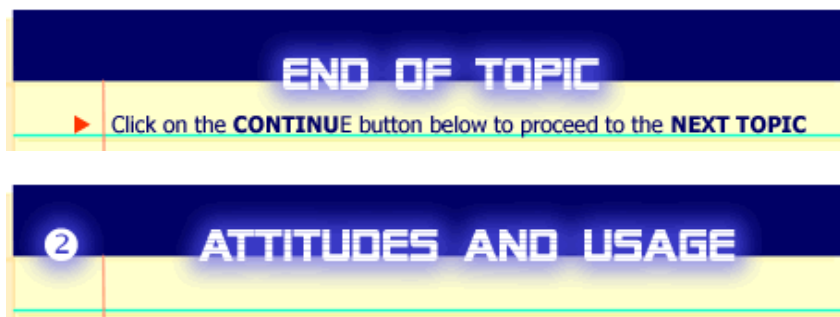 END OF TOPIC
Click on the CONTINUE button below to proceed to the NEXT TOPIC
2 ATTITUDES AND USAGE